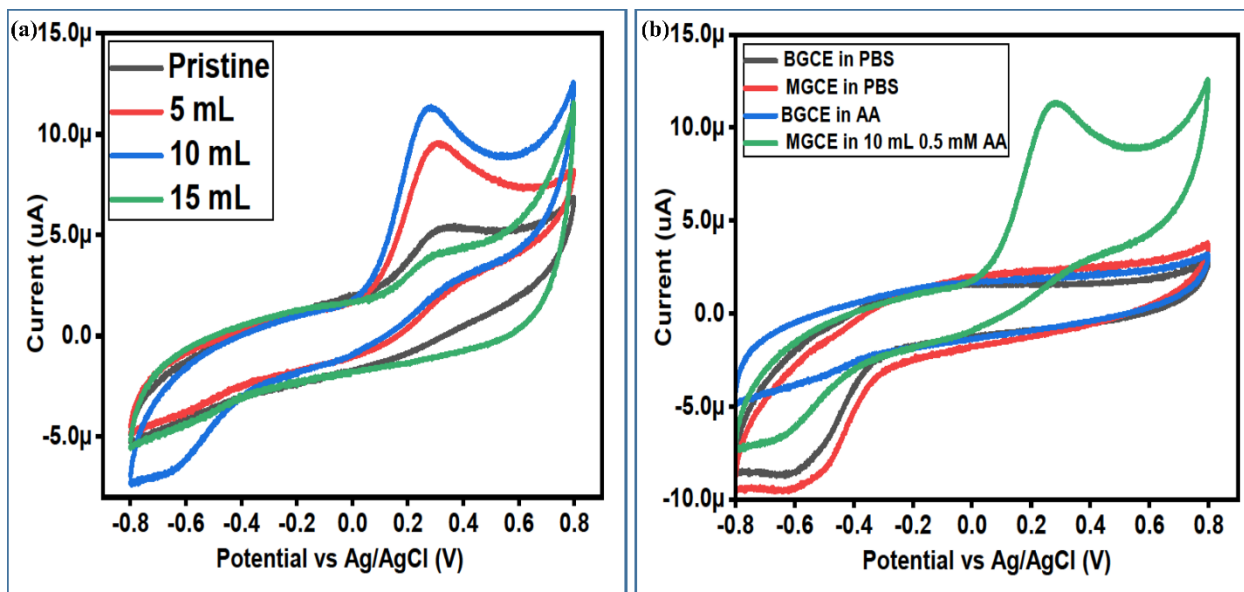 (a)
15.0µ
10.0µ
5.0µ
0.0
-5.0µ
Current (uA)
Pristine
5 mL
10 mL
15 mL
-0.8 -0.6 -0.4 -0.2 0.0 0.2 0.4 0.6 0.8
Potential vs Ag/AgCl (V)
(b)
15.0µ
10.0µ
5.0µ
0.0
-5.0µ
-10.0µ
Current (uA)
BGCE in PBS
MGCE in PBS
BGCE in AA
MGCE in 10 mL 0.5 mM AA
-0.8 -0.6 -0.4 -0.2 0.0 0.2 0.4 0.6 0.8
Potential vs Ag/AgCl (V)